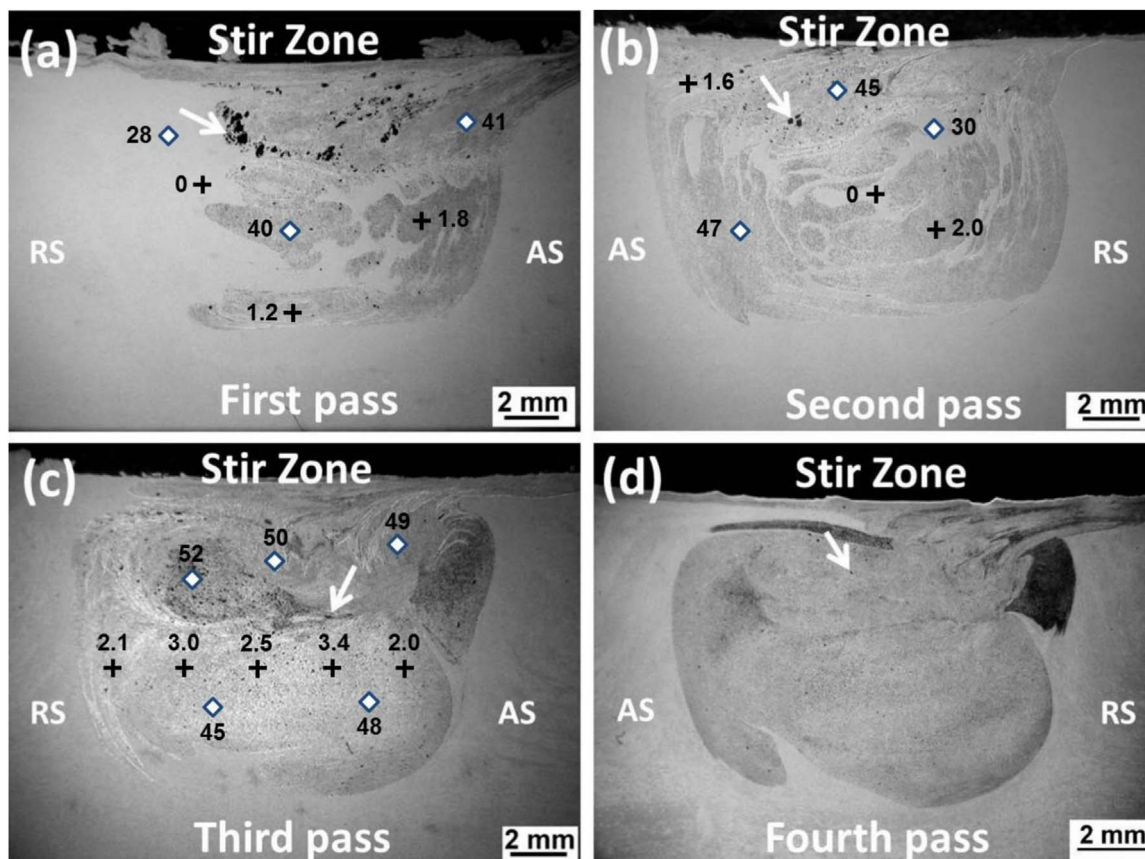 (a) Stir Zone
28
41
0
40
1.8
RS
AS
1.2
First pass
2 mm
(b) Stir Zone
1.6
45
30
0
47
2.0
AS
RS
Second pass
2 mm
(c) Stir Zone
49
50
52
2.1 3.0 2.5 3.4 2.0
RS
AS
45
48
Third pass
2 mm
(d) Stir Zone
AS
RS
Fourth pass
2 mm